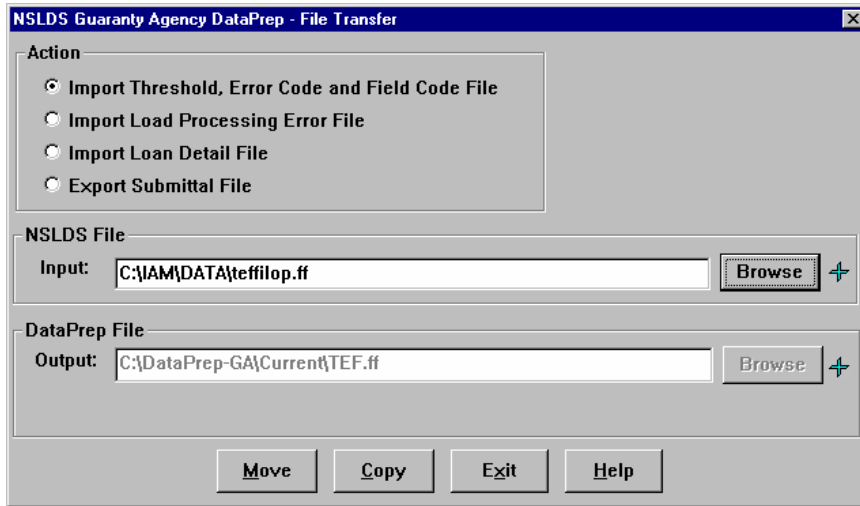 NSLDS Guaranty Agency DataPrep - File Transfer
Action
Import Threshold, Error Code and Field Code File
Import Load Processing Error File
Import Loan Detail File
Export Submittal File
NSLDS File
Input: C:\IAM\DATA\teffilop.ff Browse
DataPrep File
Output: C:\DataPrep-GA\Current\TEF.ff Browse
Move Copy Exit Help